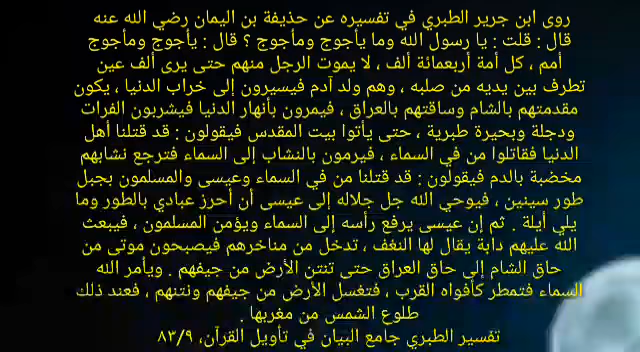 روى ابن جرير الطبري في تفسيره عن حذيفة بن اليمان رضي الله عنه
قال : قلت : يا رسول الله وما يأجوج ومأجوج ؟ قال : يأجوج ومأجوج
أمم ، كل أمة أربعمائة ألف ، لا يموت الرجل منهم حتى يرى ألف عين
تطرف بين يديه من صلبه ، وهم ولد آدم فيسيرون إلى خراب الدنيا ، يكون
مقدمتهم بالشام وساقتهم بالعراق ، فيمرون بأنهار الدنيا فيشربون الفرات
ودجلة وبحيرة طبرية ، حتى يأتوا بيت المقدس فيقولون : قد قتلنا أهل
الدنيا فقاتلوا من في السماء ، فيرمون بالنشاب إلى السماء فترجع نشابهم
مخضبة بالدم فيقولون : قد قتلنا من في السماء وعيسى والمسلمون بجبل
طور سينين ، فيوحي الله جل جلاله إلى عيسى أن أحرز عبادي بالطور وما
يلي أيلة . ثم إن عيسى يرفع رأسه إلى السماء ويؤمن المسلمون ، فيبعث
الله عليهم دابة يقال لها النغف ، تدخل من مناخرهم فيصبحون موتى من
حاق الشام إلى حاق العراق حتى تنتن الأرض من جيفهم . ويأمر الله
السماء فتمطر كأفواه القرب ، فتغسل الأرض من جيفهم ونتنهم ، فعند ذلك
طلوع الشمس من مغربها .
تفسير الطبري جامع البيان في تأويل القرآن، ٨٣/٩